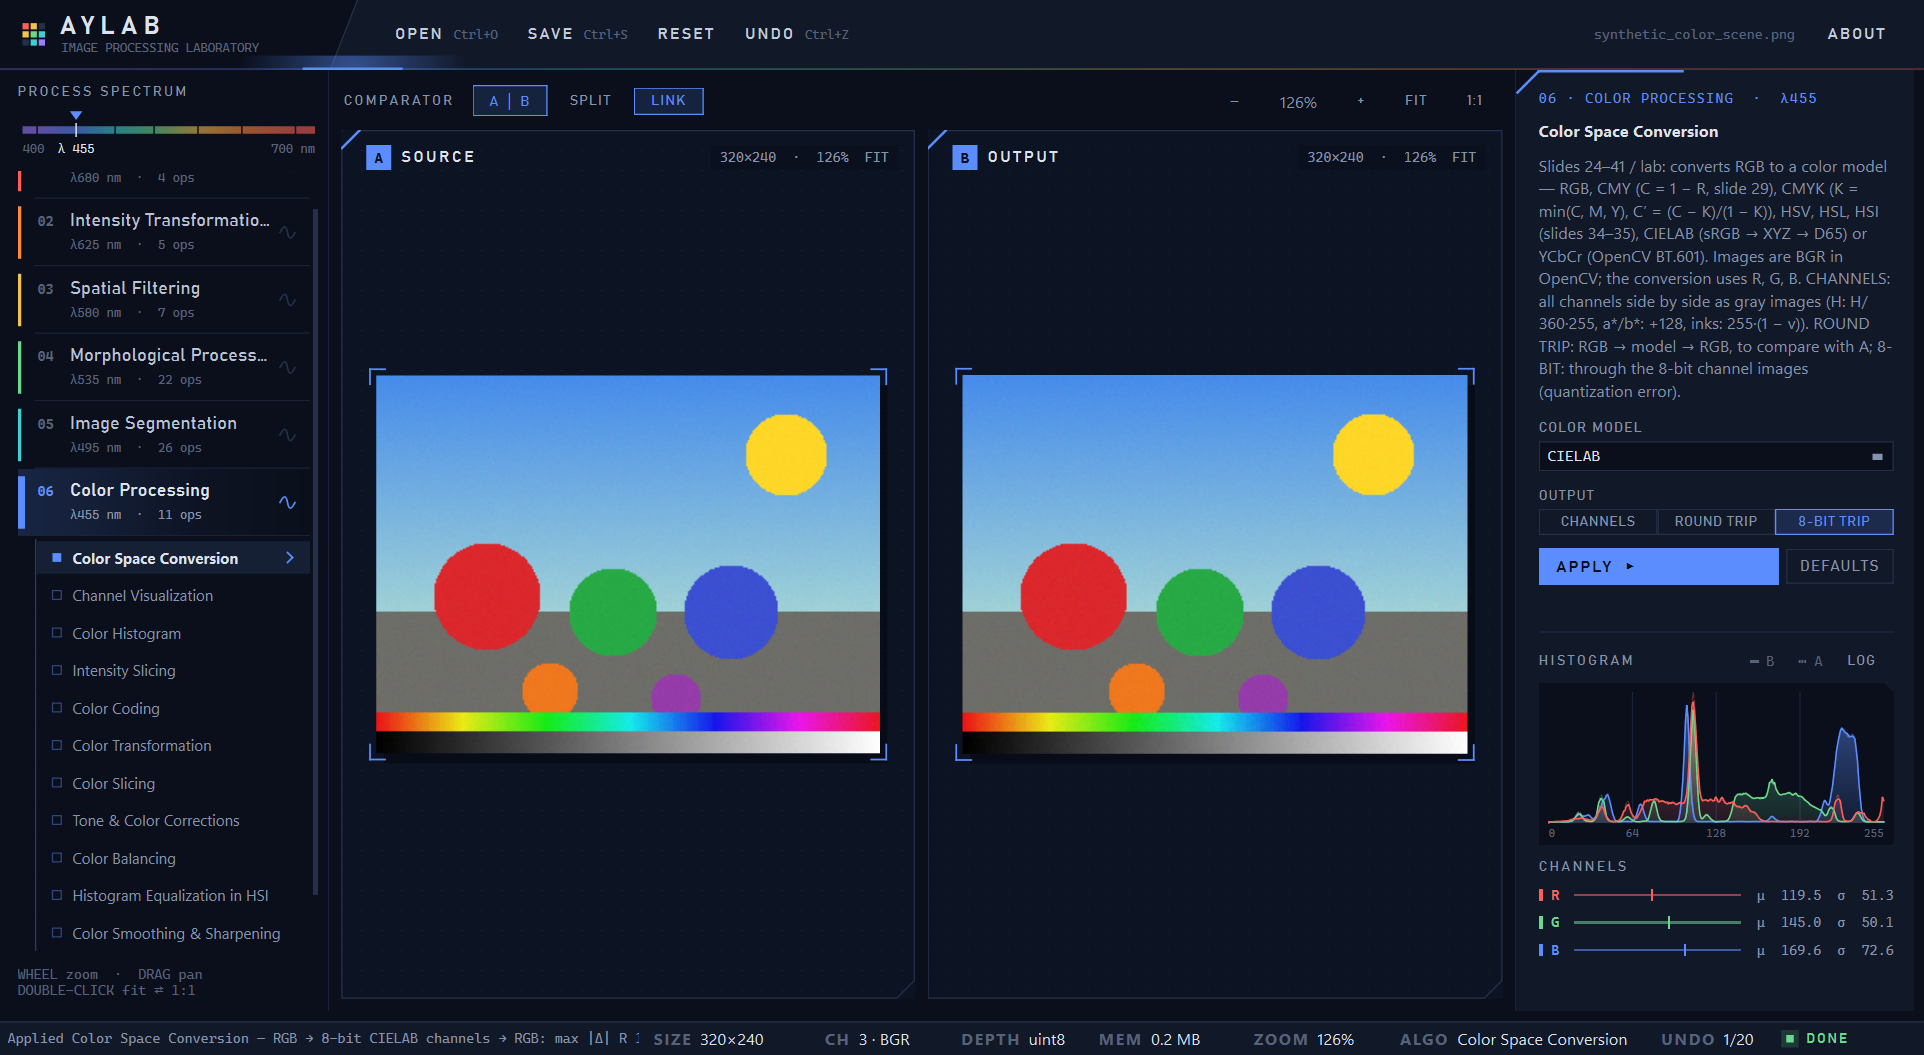 AYLAB
IMAGE PROCESSING LABORATORY
OPEN Ctrl+O SAVE Ctrl+S RESET UNDO Ctrl+Z
synthetic_color_scene.png ABOUT
PROCESS SPECTRUM
400 λ 455 700 nm
λ680 nm · 4 ops
02 Intensity Transformatio…
λ625 nm · 5 ops
03 Spatial Filtering
λ580 nm · 7 ops
04 Morphological Process…
λ535 nm · 22 ops
05 Image Segmentation
λ495 nm · 26 ops
06 Color Processing
λ455 nm · 11 ops
Color Space Conversion
Channel Visualization
Color Histogram
Intensity Slicing
Color Coding
Color Transformation
Color Slicing
Tone & Color Corrections
Color Balancing
Histogram Equalization in HSI
Color Smoothing & Sharpening
WHEEL zoom · DRAG pan
DOUBLE-CLICK fit ⇄ 1:1
COMPARATOR A | B SPLIT LINK
– 126% + FIT 1:1
A SOURCE 320×240 · 126% FIT
B OUTPUT 320×240 · 126% FIT
06 · COLOR PROCESSING · λ455
Color Space Conversion
Slides 24–41 / lab: converts RGB to a color model
— RGB, CMY (C = 1 − R, slide 29), CMYK (K =
min(C, M, Y), C′ = (C − K)/(1 − K)), HSV, HSL, HSI
(slides 34–35), CIELAB (sRGB → XYZ → D65) or
YCbCr (OpenCV BT.601). Images are BGR in
OpenCV; the conversion uses R, G, B. CHANNELS:
all channels side by side as gray images (H: H/
360·255, a*/b*: +128, inks: 255·(1 − v)). ROUND
TRIP: RGB → model → RGB, to compare with A; 8-
BIT: through the 8-bit channel images
(quantization error).
COLOR MODEL
CIELAB
OUTPUT
CHANNELS ROUND TRIP 8-BIT TRIP
APPLY ▸ DEFAULTS
HISTOGRAM B A LOG
0 64 128 192 255
CHANNELS
R μ 119.5 σ 51.3
G μ 145.0 σ 50.1
B μ 169.6 σ 72.6
Applied Color Space Conversion — RGB → 8-bit CIELAB channels → RGB: max |Δ| R
SIZE 320×240 CH 3 · BGR DEPTH uint8 MEM 0.2 MB ZOOM 126% ALGO Color Space Conversion UNDO 1/20 DONE